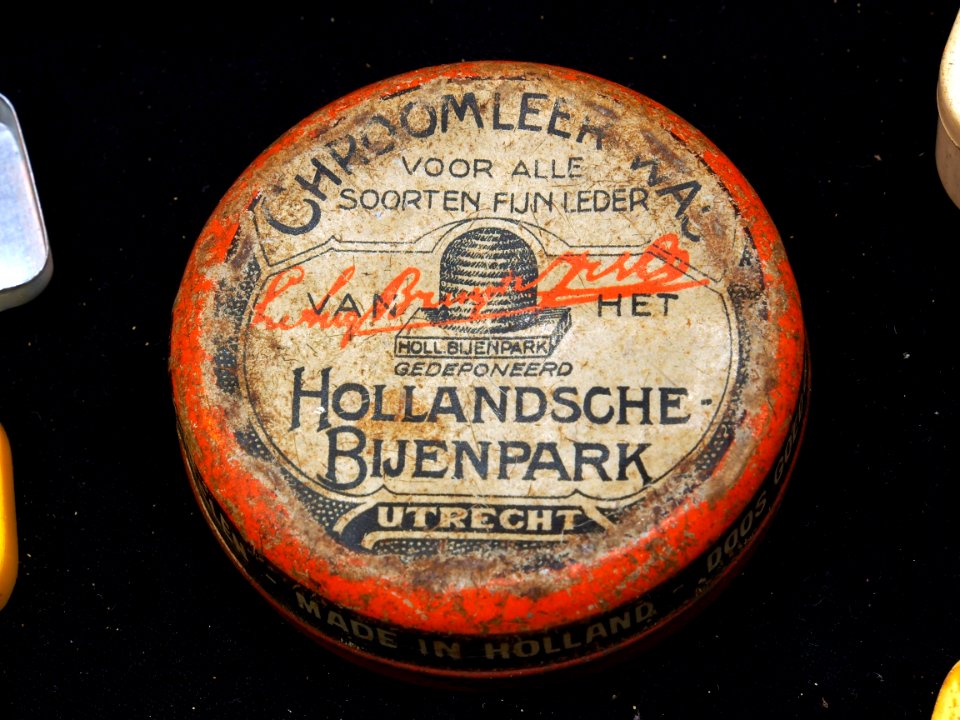 CHROOMLEER WAS
VOOR ALLE
SOORTEN FIJN LEDER
VAN HET
HOLL. BIJENPARK
GEDEPONEERD
HOLLANDSCHE-
BIJENPARK
UTRECHT
MADE IN HOLLAND - DOOS